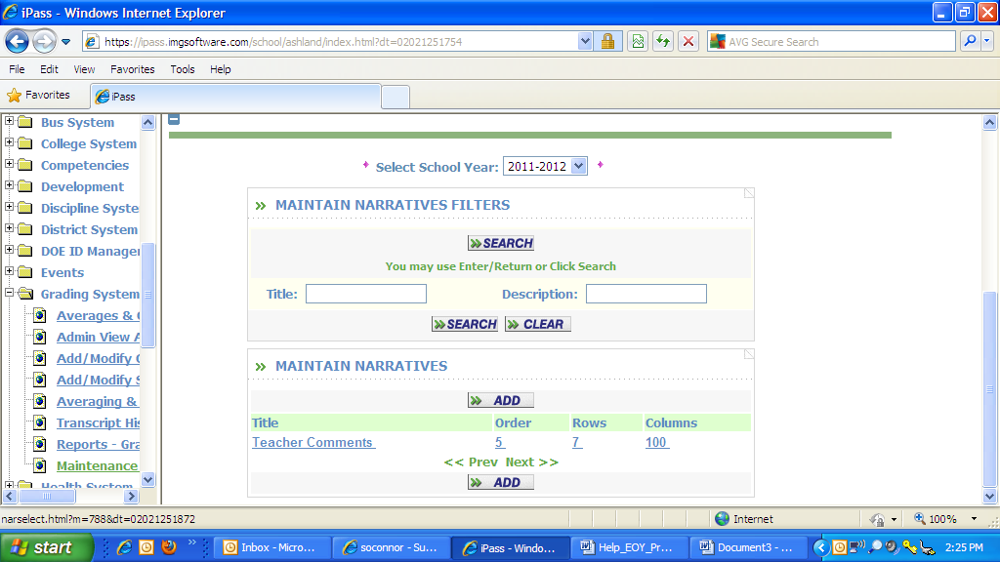 iPass - Windows Internet Explorer
https://ipass.imgsoftware.com/school/ashland/index.html?dt=02021251754
AVG Secure Search
File Edit View Favorites Tools Help
Favorites
iPass
Bus System
College System
Competencies
Development
Discipline Syste
District System
DOE ID Manager
Events
Grading System
Averages &
Admin View A
Add/Modify
Add/Modify S
Averaging &
Transcript His
Reports - Gra
Maintenance
Health System
* Select School Year: 2011-2012 *
>> MAINTAIN NARRATIVES FILTERS
>> SEARCH
You may use Enter/Return or Click Search
Title: Description:
>> SEARCH >> CLEAR
>> MAINTAIN NARRATIVES
>> ADD
Title Order Rows Columns
Teacher Comments 5 7 100
<< Prev Next >>
>> ADD
narselect.html?m=788&dt=02021251872
Internet
100%
start
Inbox - Micro...
soconnor - Su...
iPass - Windo...
Help_EOY_Pr...
Document3 - ...
2:25 PM